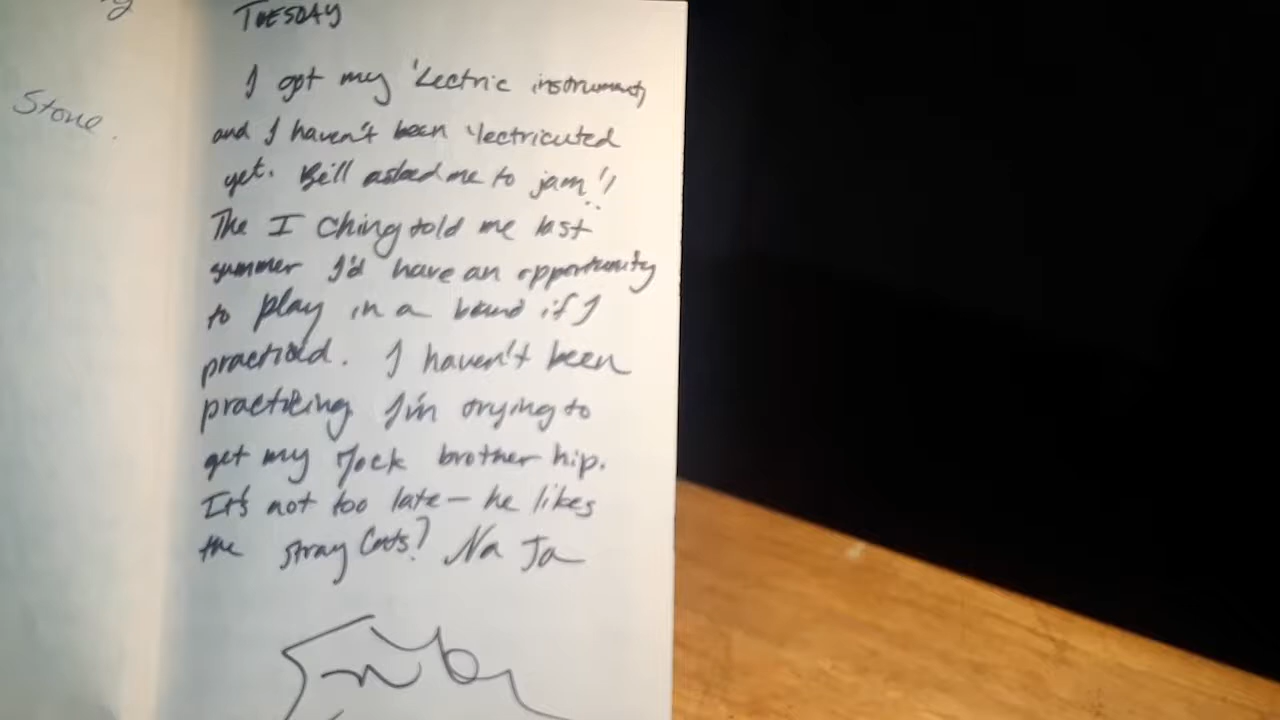 Stone.
TUESDAY
I got my 'Lectric instrument,
and I haven't been 'lectricuted
yet. Bill asked me to jam!!
The I Ching told me last
summer I'd have an opportunity
to play in a band if I
practiced. I haven't been
practicing I'm trying to
get my Jock brother hip.
It's not too late — he likes
the Stray Cats? Na Ja